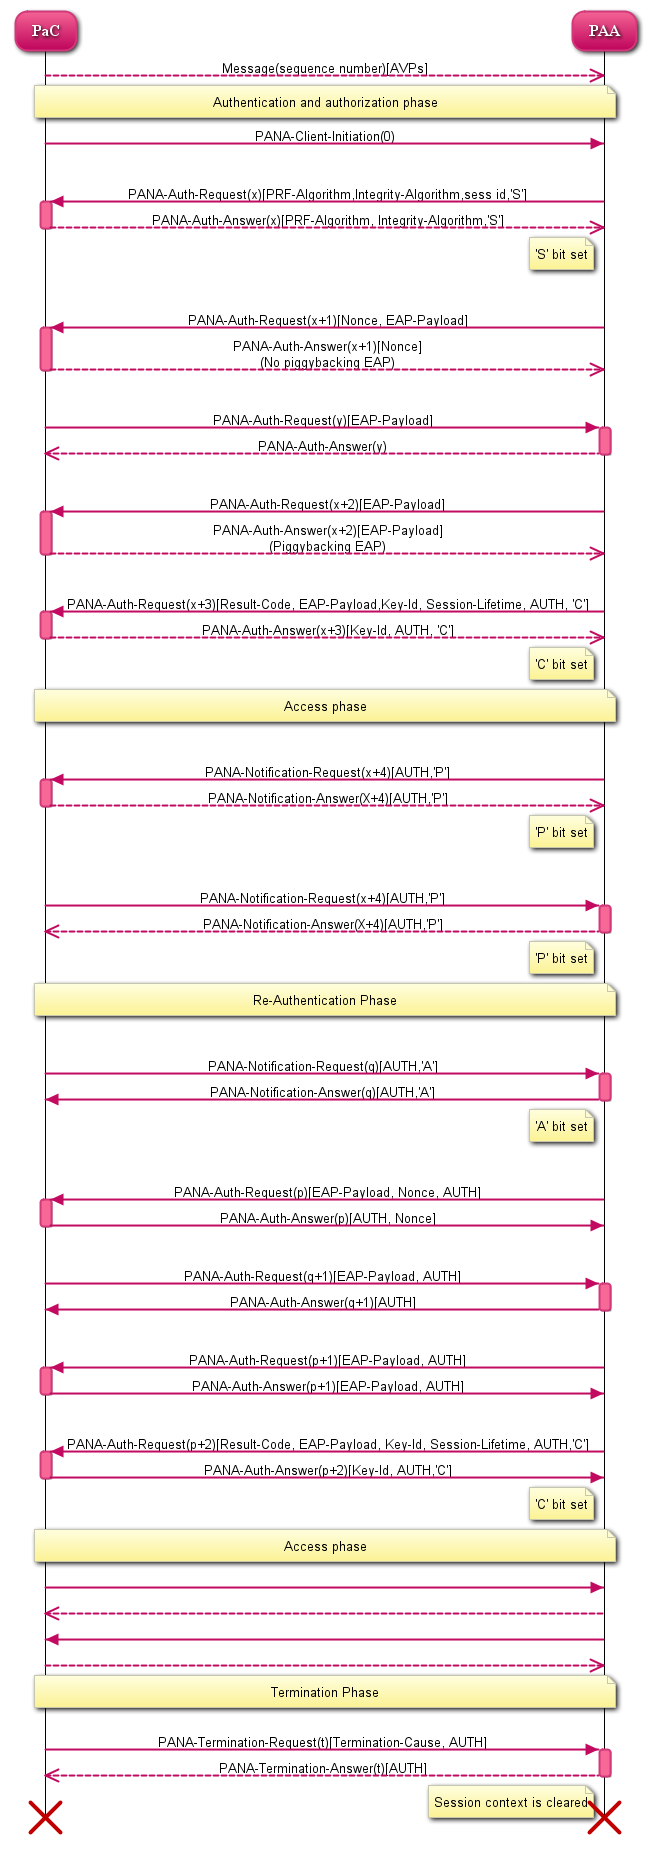 PaC
PAA
Message(sequence number)[AVPs]
Authentication and authorization phase
PANA-Client-Initiation(0)
PANA-Auth-Request(x)[PRF-Algorithm,Integrity-Algorithm,sess id,'S']
PANA-Auth-Answer(x)[PRF-Algorithm, Integrity-Algorithm,'S']
'S' bit set
PANA-Auth-Request(x+1)[Nonce, EAP-Payload]
PANA-Auth-Answer(x+1)[Nonce]
(No piggybacking EAP)
PANA-Auth-Request(y)[EAP-Payload]
PANA-Auth-Answer(y)
PANA-Auth-Request(x+2)[EAP-Payload]
PANA-Auth-Answer(x+2)[EAP-Payload]
(Piggybacking EAP)
PANA-Auth-Request(x+3)[Result-Code, EAP-Payload,Key-Id, Session-Lifetime, AUTH, 'C']
PANA-Auth-Answer(x+3)[Key-Id, AUTH, 'C']
'C' bit set
Access phase
PANA-Notification-Request(x+4)[AUTH,'P']
PANA-Notification-Answer(X+4)[AUTH,'P']
'P' bit set
PANA-Notification-Request(x+4)[AUTH,'P']
PANA-Notification-Answer(X+4)[AUTH,'P']
'P' bit set
Re-Authentication Phase
PANA-Notification-Request(q)[AUTH,'A']
PANA-Notification-Answer(q)[AUTH,'A']
'A' bit set
PANA-Auth-Request(p)[EAP-Payload, Nonce, AUTH]
PANA-Auth-Answer(p)[AUTH, Nonce]
PANA-Auth-Request(q+1)[EAP-Payload, AUTH]
PANA-Auth-Answer(q+1)[AUTH]
PANA-Auth-Request(p+1)[EAP-Payload, AUTH]
PANA-Auth-Answer(p+1)[EAP-Payload, AUTH]
PANA-Auth-Request(p+2)[Result-Code, EAP-Payload, Key-Id, Session-Lifetime, AUTH,'C']
PANA-Auth-Answer(p+2)[Key-Id, AUTH,'C']
'C' bit set
Access phase
Termination Phase
PANA-Termination-Request(t)[Termination-Cause, AUTH]
PANA-Termination-Answer(t)[AUTH]
Session context is cleared